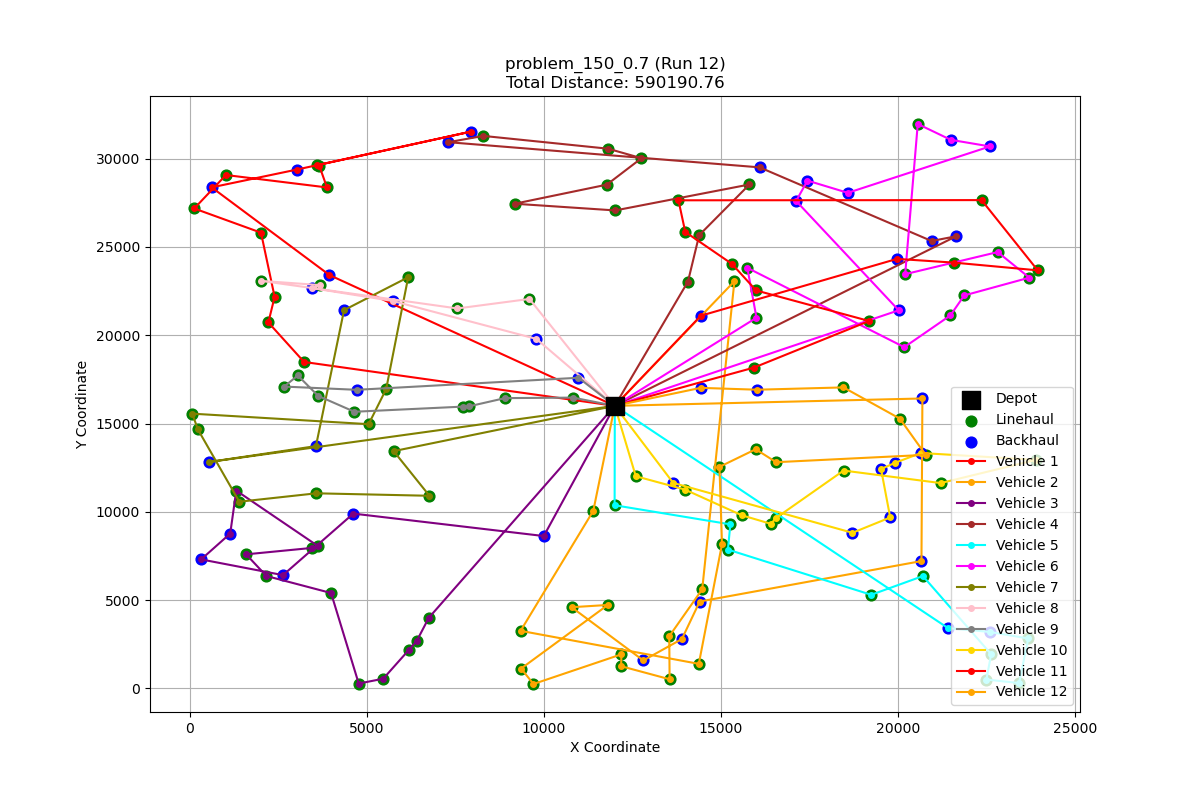 problem_150_0.7 (Run 12)
Total Distance: 590190.76
Y Coordinate
30000
25000
20000
15000
10000
5000
0
0
5000
10000
15000
20000
25000
X Coordinate
Depot
Linehaul
Backhaul
Vehicle 1
Vehicle 2
Vehicle 3
Vehicle 4
Vehicle 5
Vehicle 6
Vehicle 7
Vehicle 8
Vehicle 9
Vehicle 10
Vehicle 11
Vehicle 12